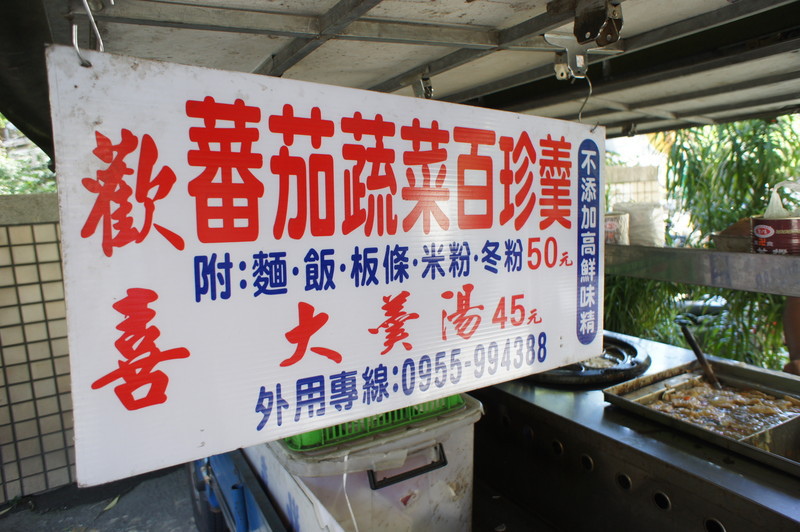 歡喜
蕃茄蔬菜百珍羹
附:麵·飯·板條·米粉·冬粉50元
大羹湯45元
外用專線:0955-994388
不添加高鮮味精